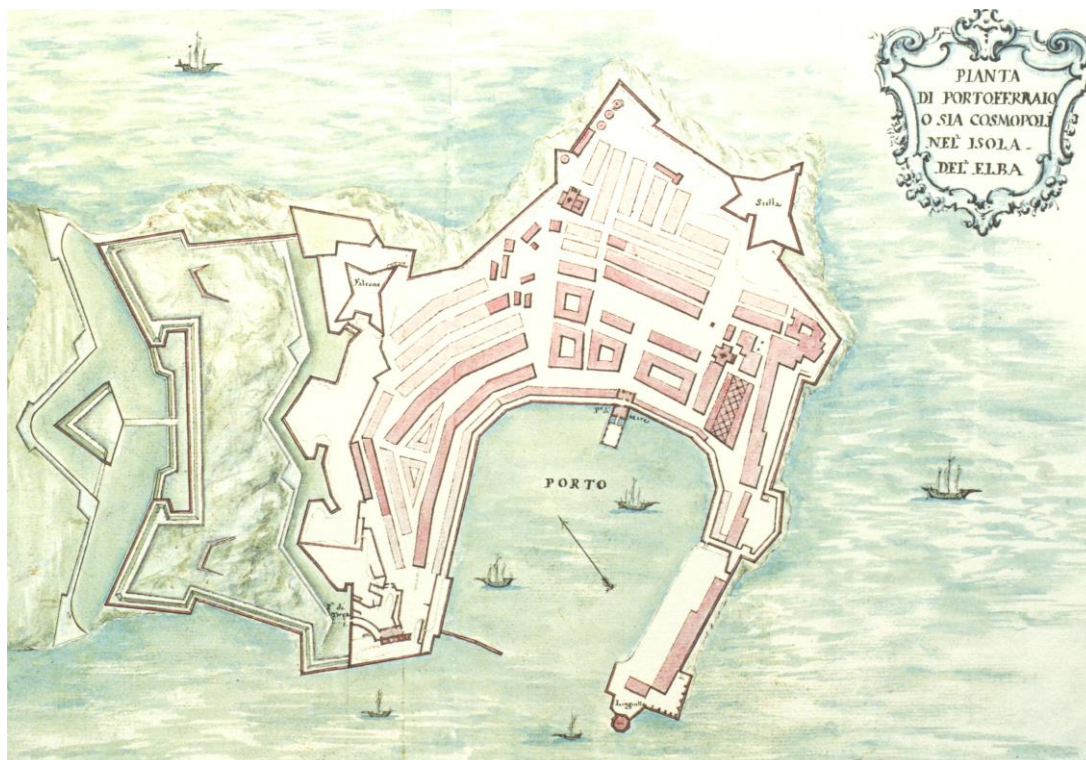 PIANTA
DI PORTOFERRAIO
O SIA COSMOPOLI
NEL' ISOLA
DEL' ELBA
Stella
Falcone
PORTO